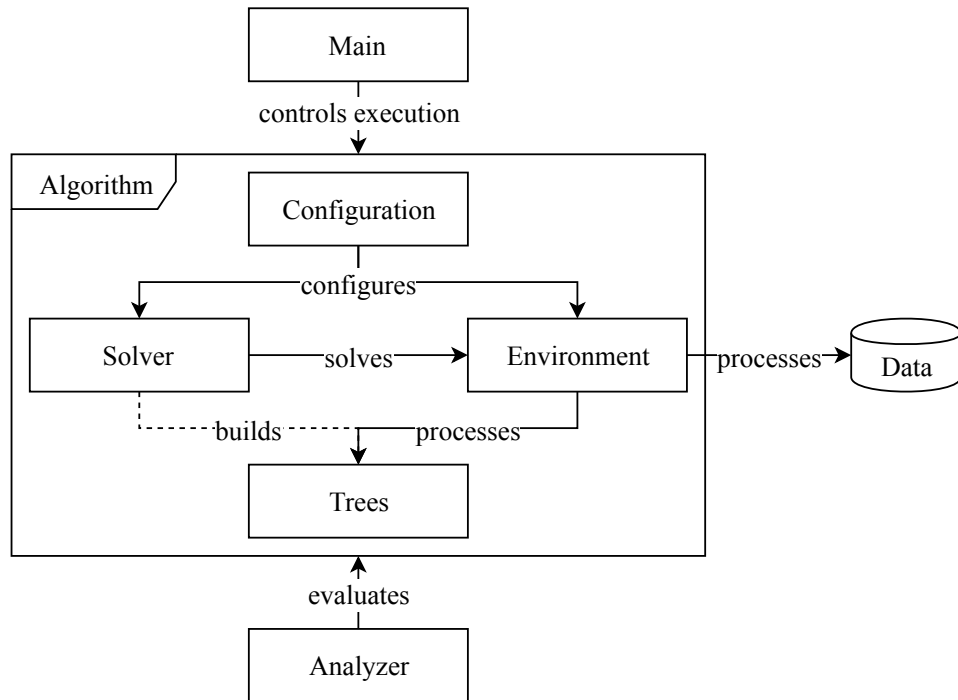 Main
controls execution
Algorithm
Configuration
configures
Solver
solves
Environment
processes
Data
builds
processes
Trees
evaluates
Analyzer